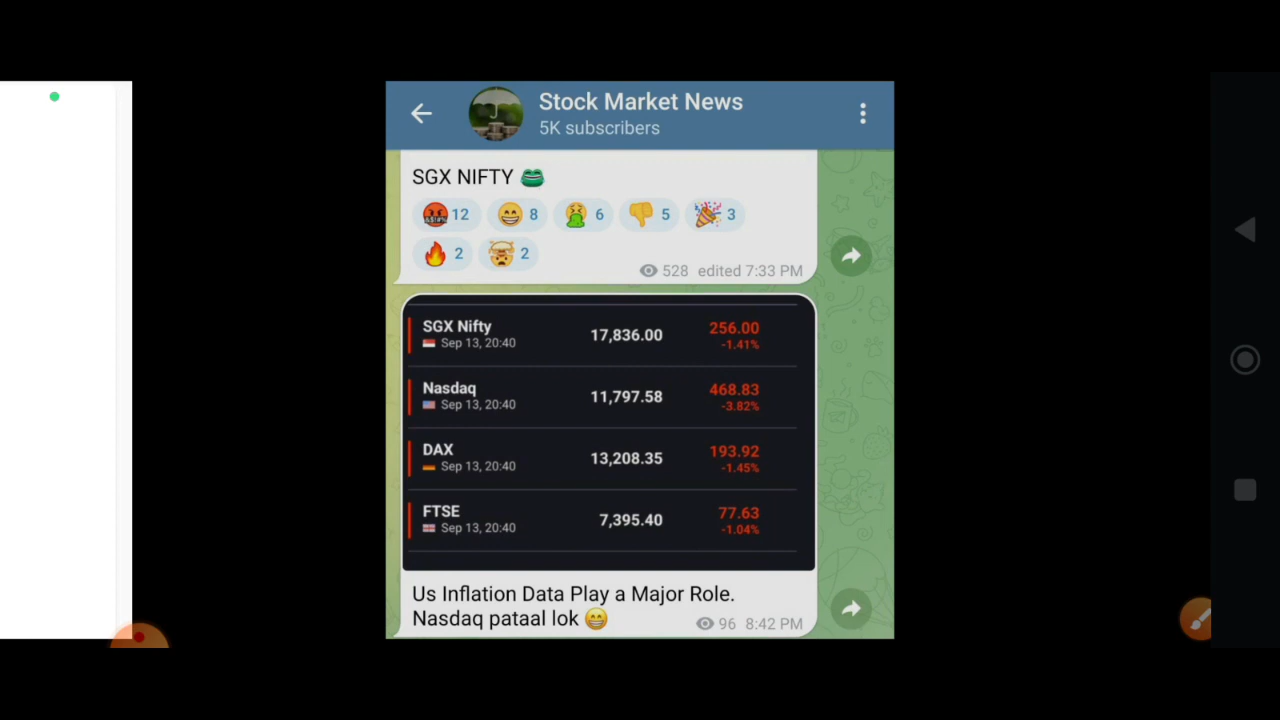 Stock Market News
5K subscribers
SGX NIFTY
12 8 6 5 3
2 2
528 edited 7:33 PM
SGX Nifty 17,836.00 256.00
Sep 13, 20:40 -1.41%
Nasdaq 11,797.58 468.83
Sep 13, 20:40 -3.82%
DAX 13,208.35 193.92
Sep 13, 20:40 -1.45%
FTSE 7,395.40 77.63
Sep 13, 20:40 -1.04%
Us Inflation Data Play a Major Role.
Nasdaq pataal lok 😁
96 8:42 PM